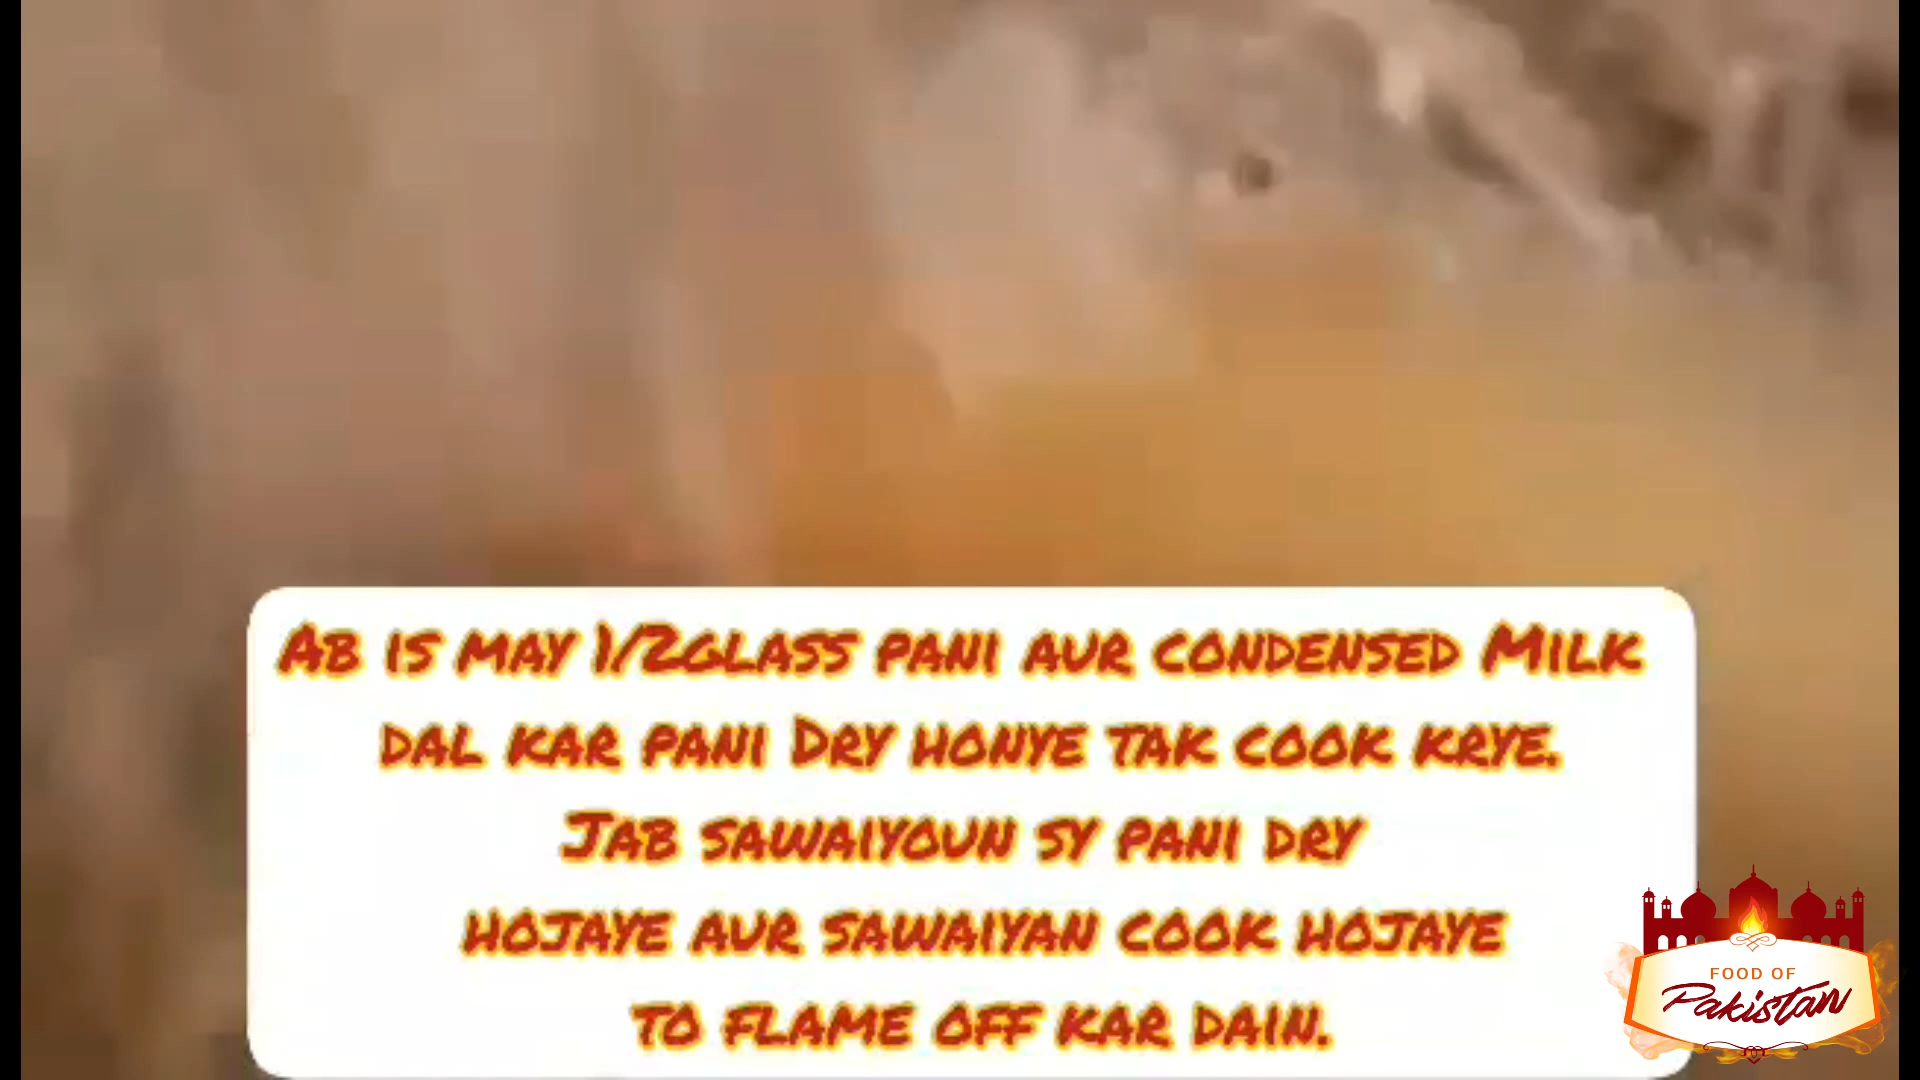 Ab is may 1/2glass pani aur condensed Milk
dal kar pani Dry honye tak cook krye.
Jab sawaiyoun sy pani dry
hojaye aur sawaiyan cook hojaye
to flame off kar dain.
FOOD OF
Pakistan